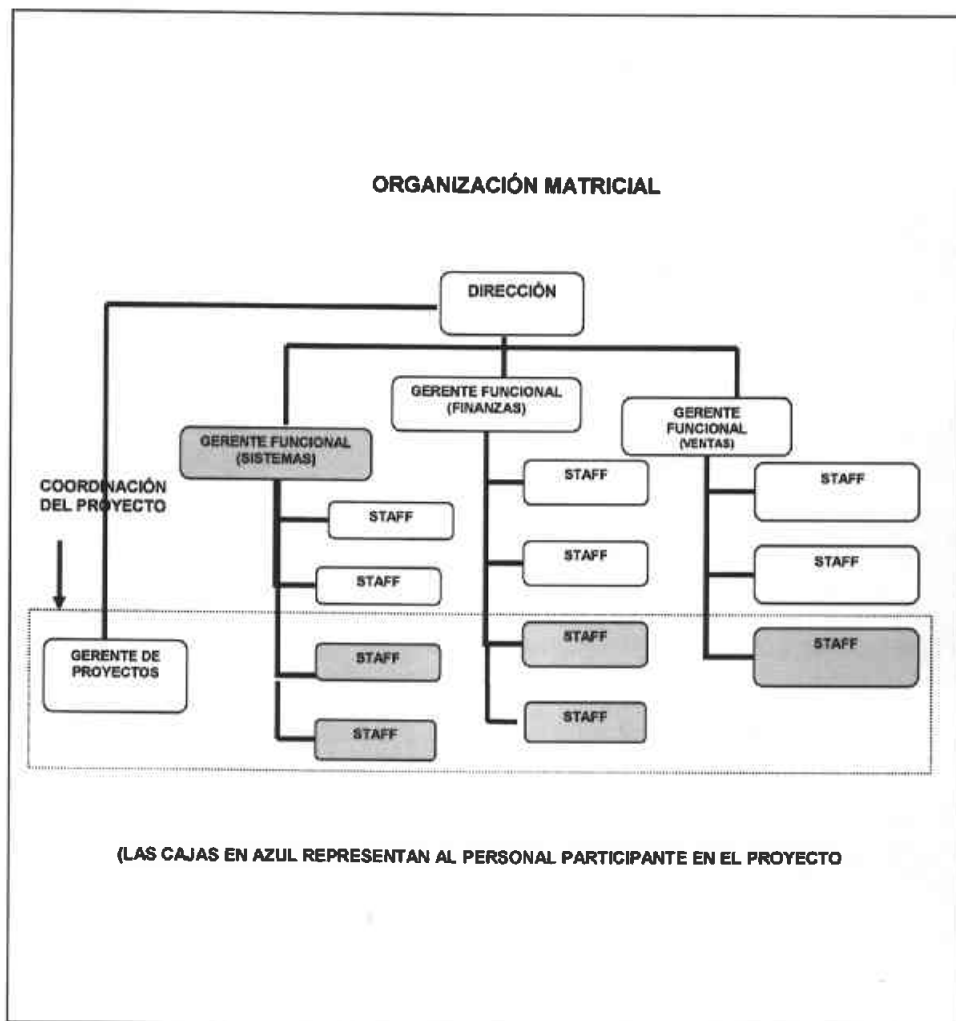 ORGANIZACIÓN MATRICIAL
DIRECCIÓN
GERENTE FUNCIONAL
(FINANZAS)
GERENTE
FUNCIONAL
(VENTAS)
GERENTE FUNCIONAL
(SISTEMAS)
STAFF
STAFF
COORDINACIÓN
DEL PROYECTO
STAFF
STAFF
STAFF
STAFF
GERENTE DE
PROYECTOS
STAFF
STAFF
STAFF
STAFF
STAFF
(LAS CAJAS EN AZUL REPRESENTAN AL PERSONAL PARTICIPANTE EN EL PROYECTO